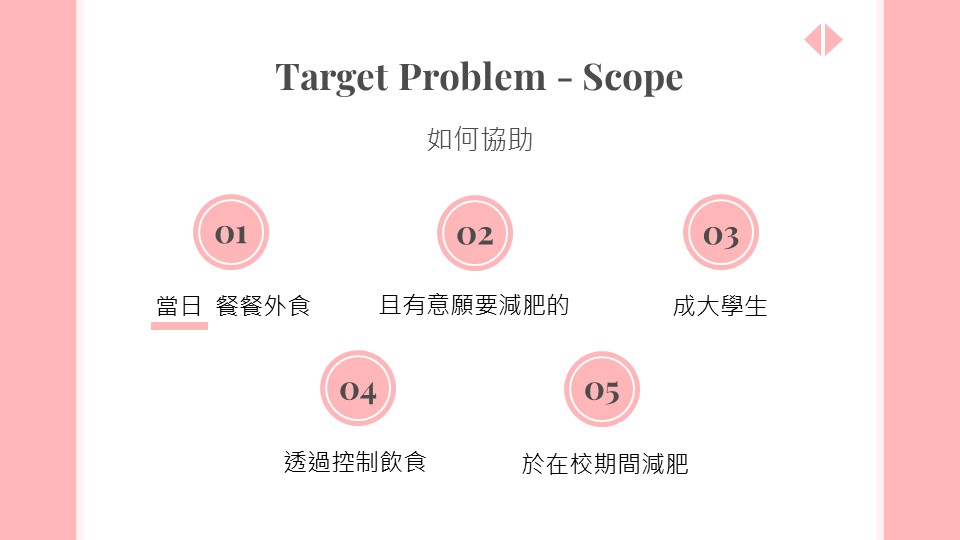 Target Problem - Scope
如何協助
01
02
03
當日 餐餐外食
且有意願要減肥的
成大學生
04
05
透過控制飲食
於在校期間減肥